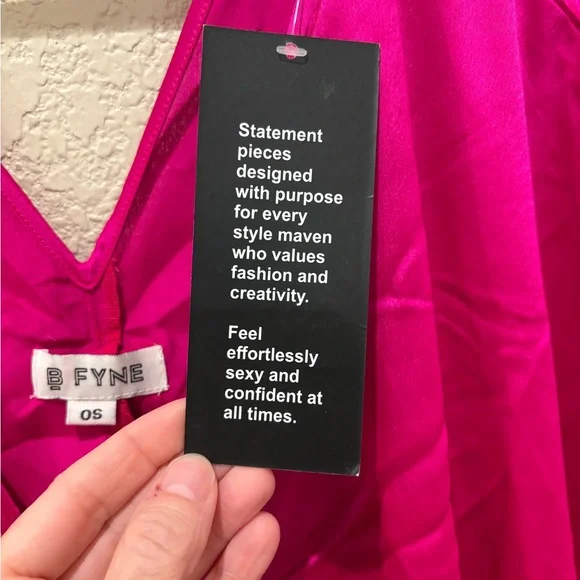 Statement
pieces
designed
with purpose
for every
style maven
who values
fashion and
creativity.
Feel
effortlessly
sexy and
confident at
all times.
B FYNE
OS